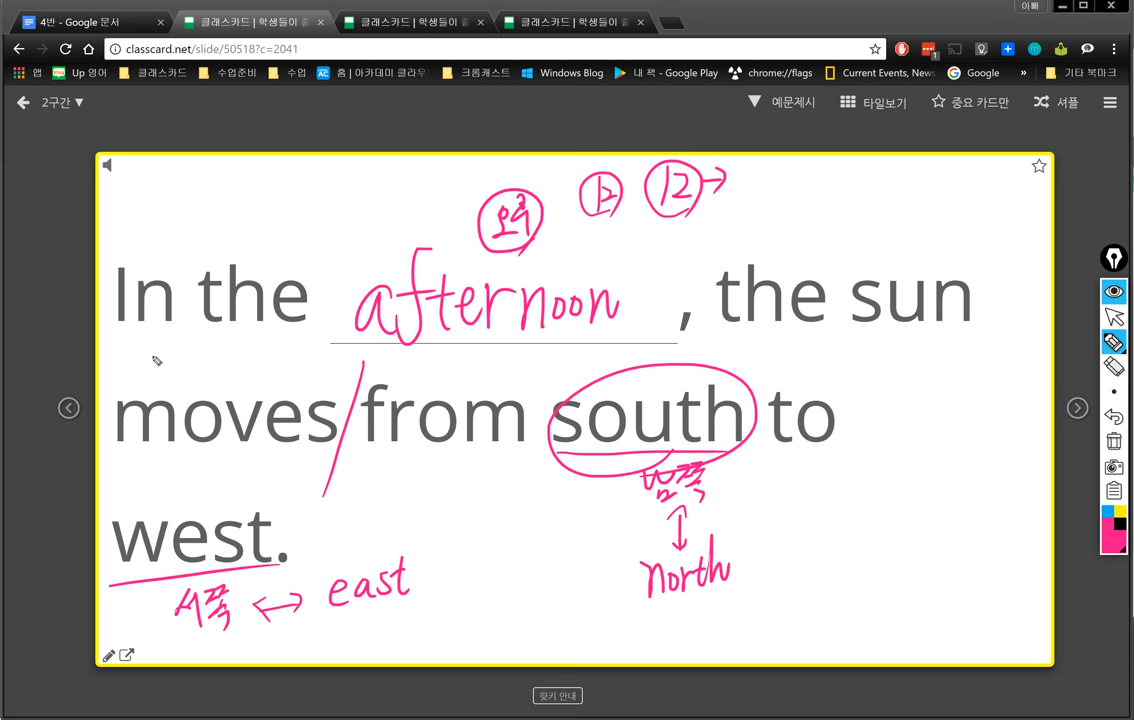 아빠
4반 - Google 문서
클래스카드 | 학생들이 클
클래스카드 | 학생들이 클
클래스카드 | 학생들이 클
classcard.net/slide/50518?c=2041
앱 Up 영어 클래스카드 수업준비 수업 홈 | 아카데미 클라우 크롬캐스트 Windows Blog 내 책 - Google Play chrome://flags Current Events, News Google » 기타 북마크
2구간 ▼ 예문제시 타일보기 중요 카드만 셔플
오후 12 12 →
In the afternoon , the sun
moves / from south to
남쪽
west.
서쪽 ↔ east
↕
north
핫키 안내